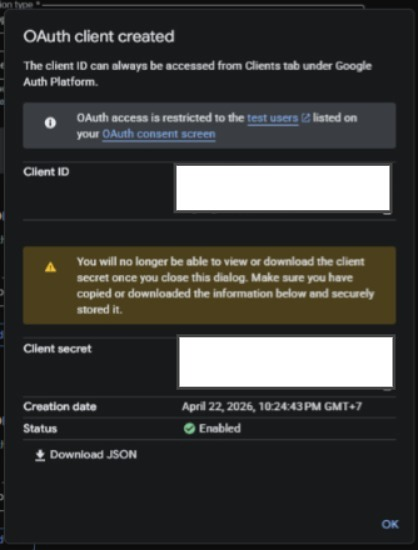 OAuth client created
The client ID can always be accessed from Clients tab under Google
Auth Platform.
OAuth access is restricted to the test users listed on
your OAuth consent screen
Client ID
You will no longer be able to view or download the client
secret once you close this dialog. Make sure you have
copied or downloaded the information below and securely
stored it.
Client secret
Creation date April 22, 2026, 10:24:43 PM GMT+7
Status Enabled
Download JSON
OK